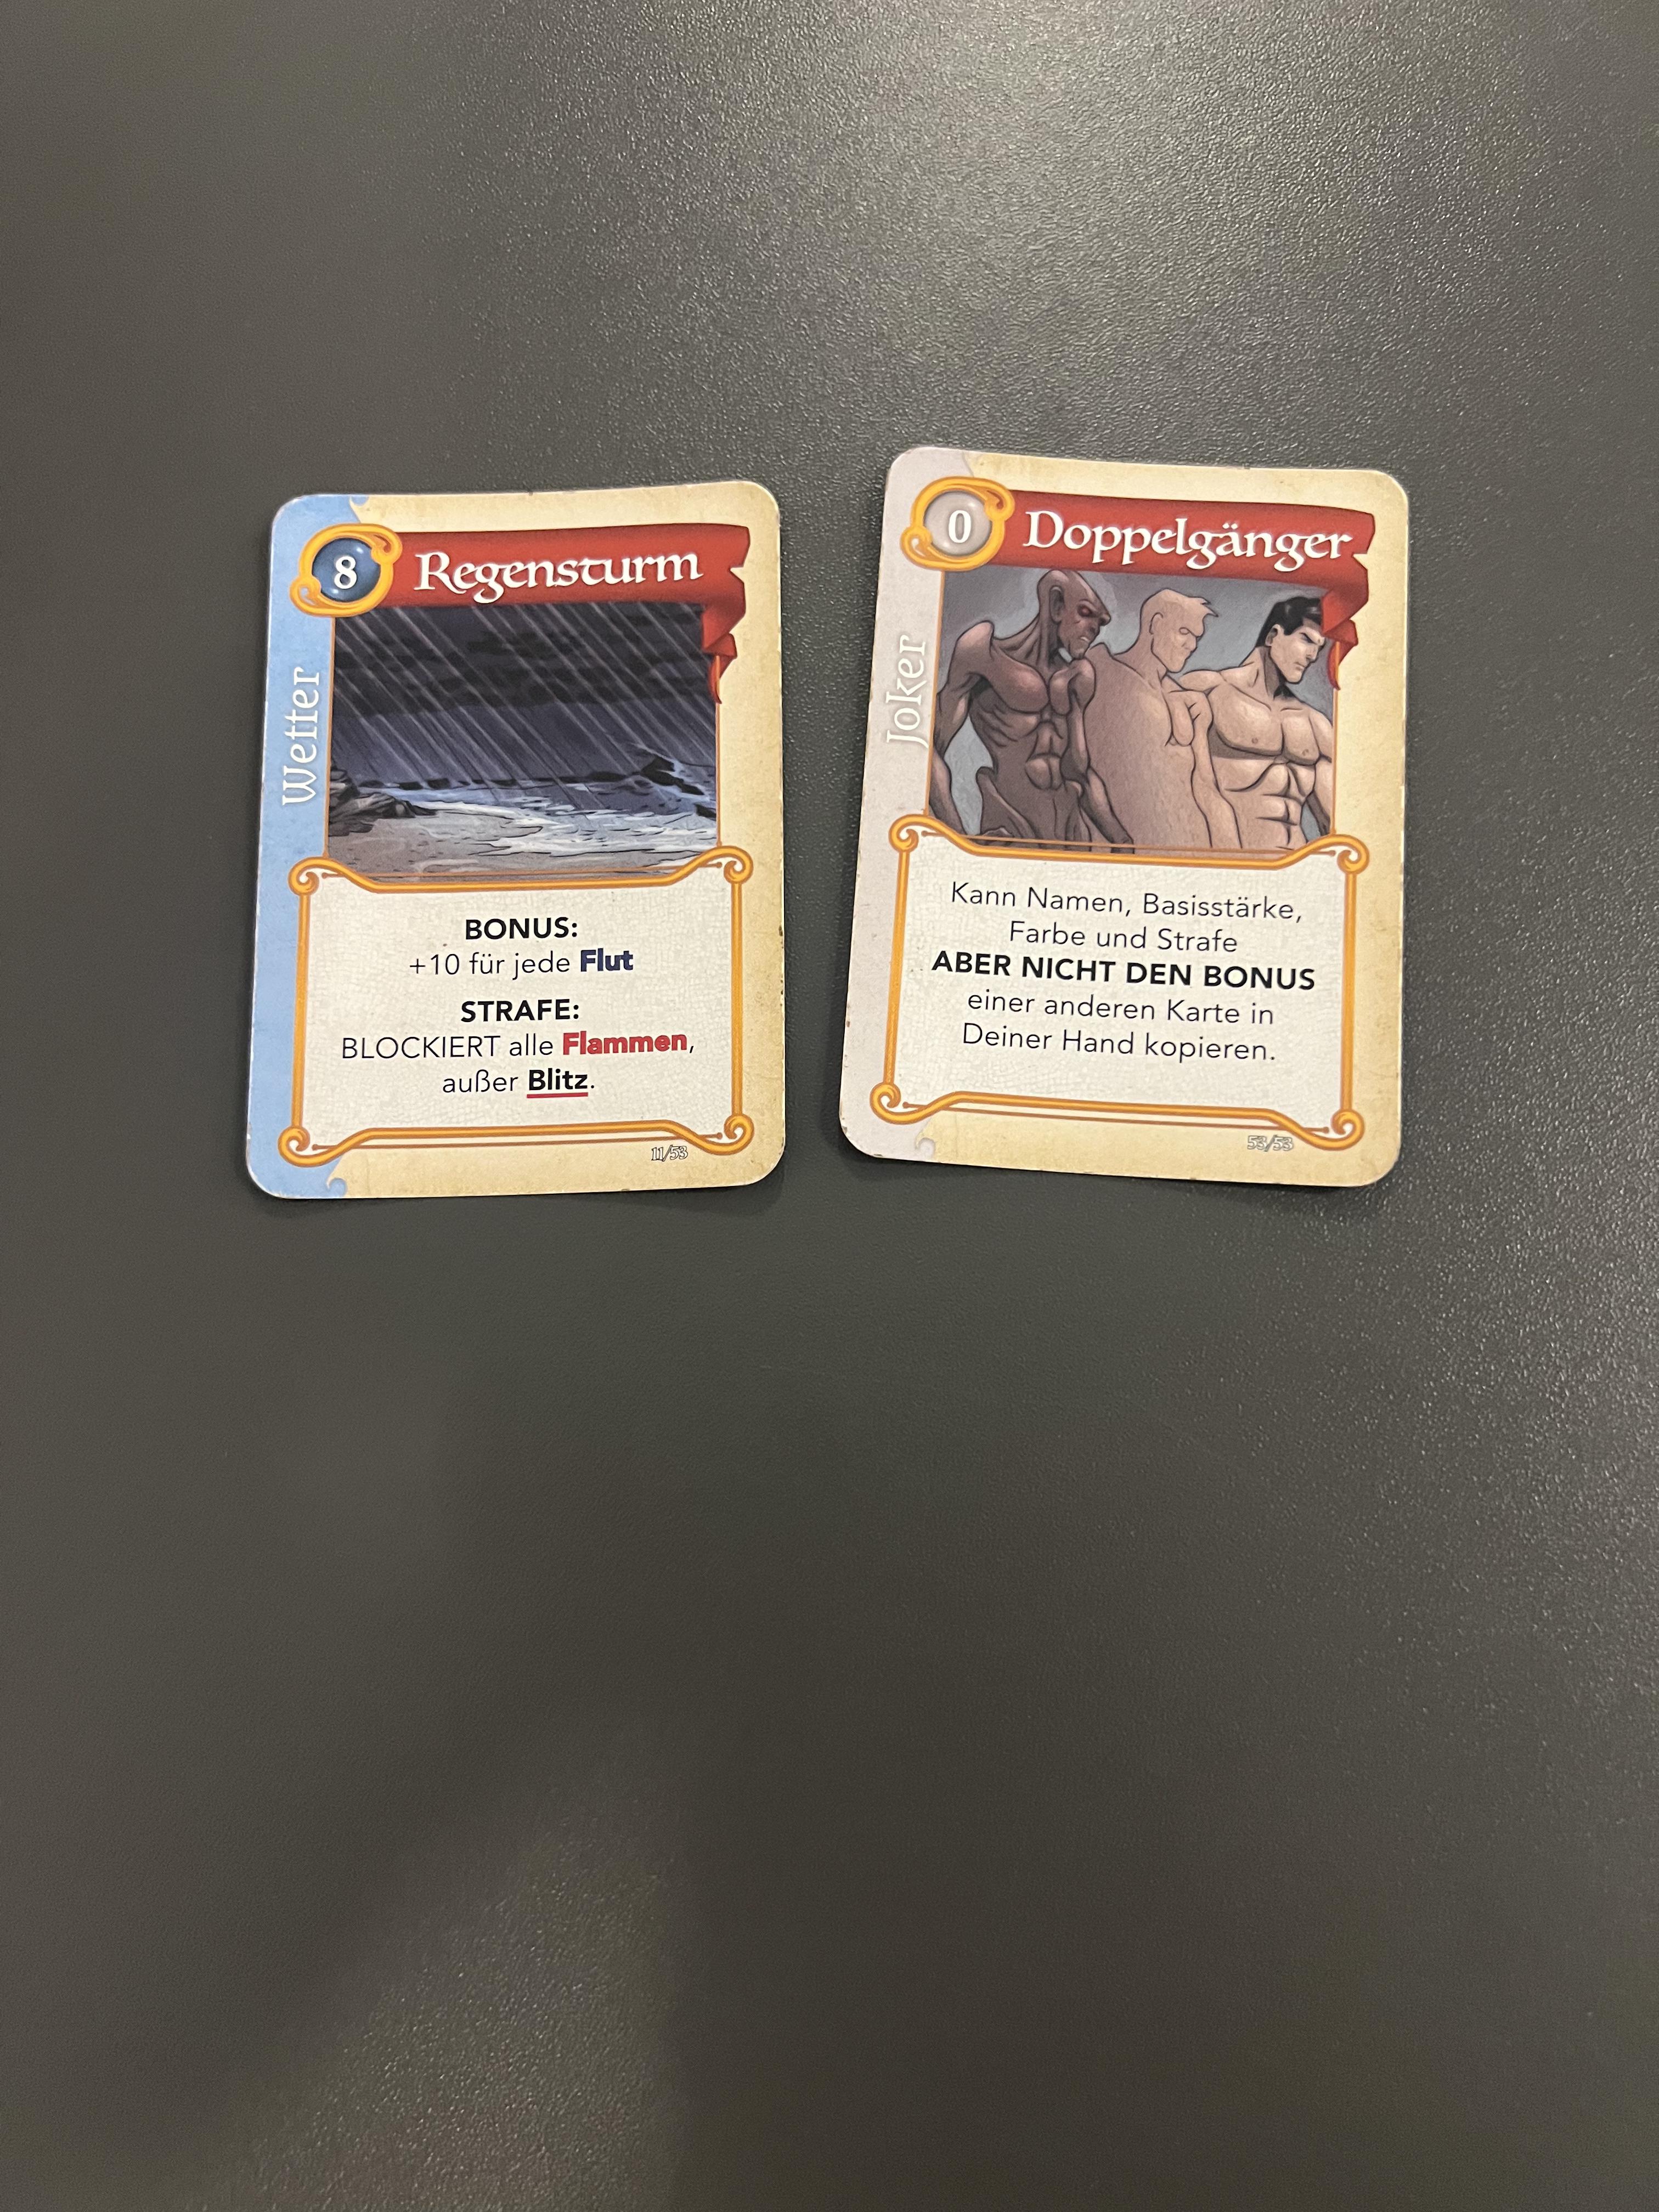 8
Regensturm
Wetter
BONUS:
+10 für jede Flut
STRAFE:
BLOCKIERT alle Flammen,
außer Blitz.
11/53
0
Doppelgänger
Joker
Kann Namen, Basisstärke,
Farbe und Strafe
ABER NICHT DEN BONUS
einer anderen Karte in
Deiner Hand kopieren.
53/53